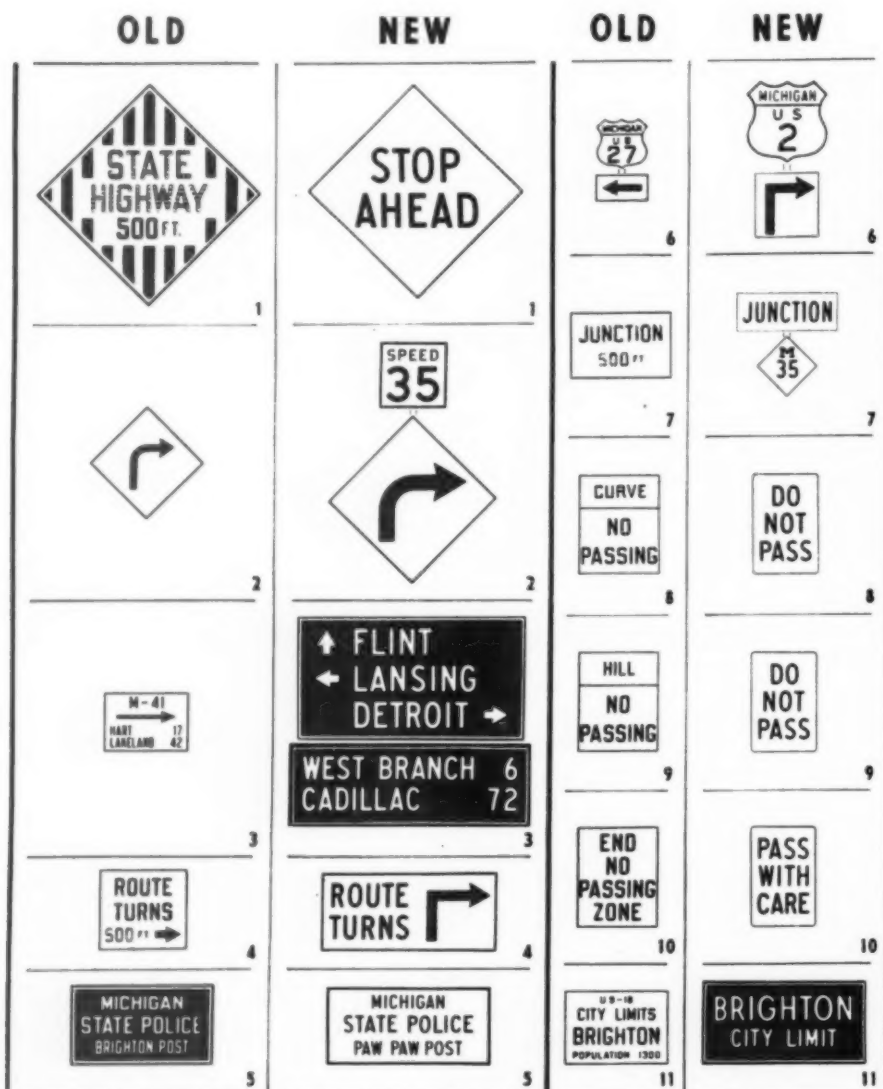 OLD
NEW
STATE
HIGHWAY
500 FT.
1
STOP
AHEAD
1
2
SPEED
35
2
M-41
HART 17
LAKELAND 42
3
↑ FLINT
← LANSING
DETROIT →
WEST BRANCH 6
CADILLAC 72
3
ROUTE
TURNS
500 FT →
4
ROUTE
TURNS
4
MICHIGAN
STATE POLICE
BRIGHTON POST
5
MICHIGAN
STATE POLICE
PAW PAW POST
5
OLD
NEW
MICHIGAN
US
27
6
MICHIGAN
US
2
6
JUNCTION
500 FT
7
JUNCTION
M
35
7
CURVE
NO
PASSING
8
DO
NOT
PASS
8
HILL
NO
PASSING
9
DO
NOT
PASS
9
END
NO
PASSING
ZONE
10
PASS
WITH
CARE
10
US-18
CITY LIMITS
BRIGHTON
POPULATION 1300
11
BRIGHTON
CITY LIMIT
11